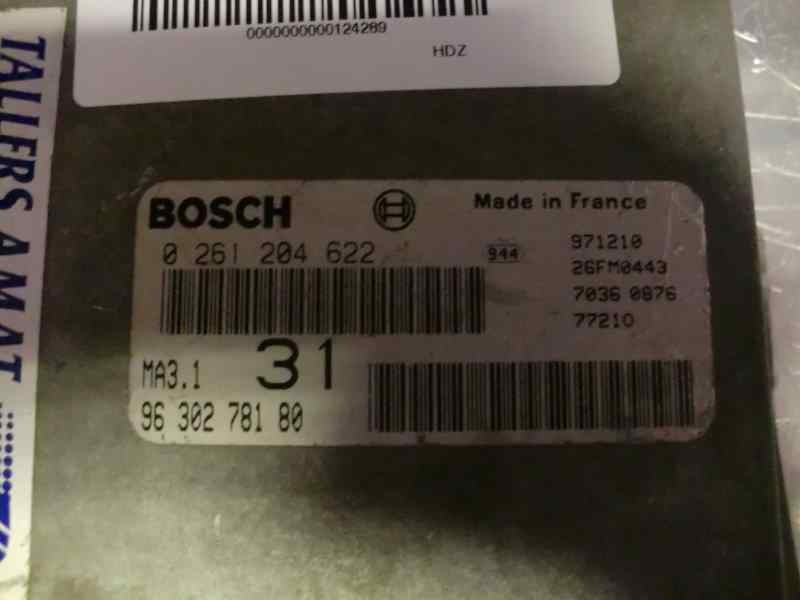 0000000000124289
HDZ
TALLERS AMAT
BOSCH
Made in France
0 261 204 622
944
971210
26FM0443
7036 0876
77210
MA3.1
31
96 302 781 80